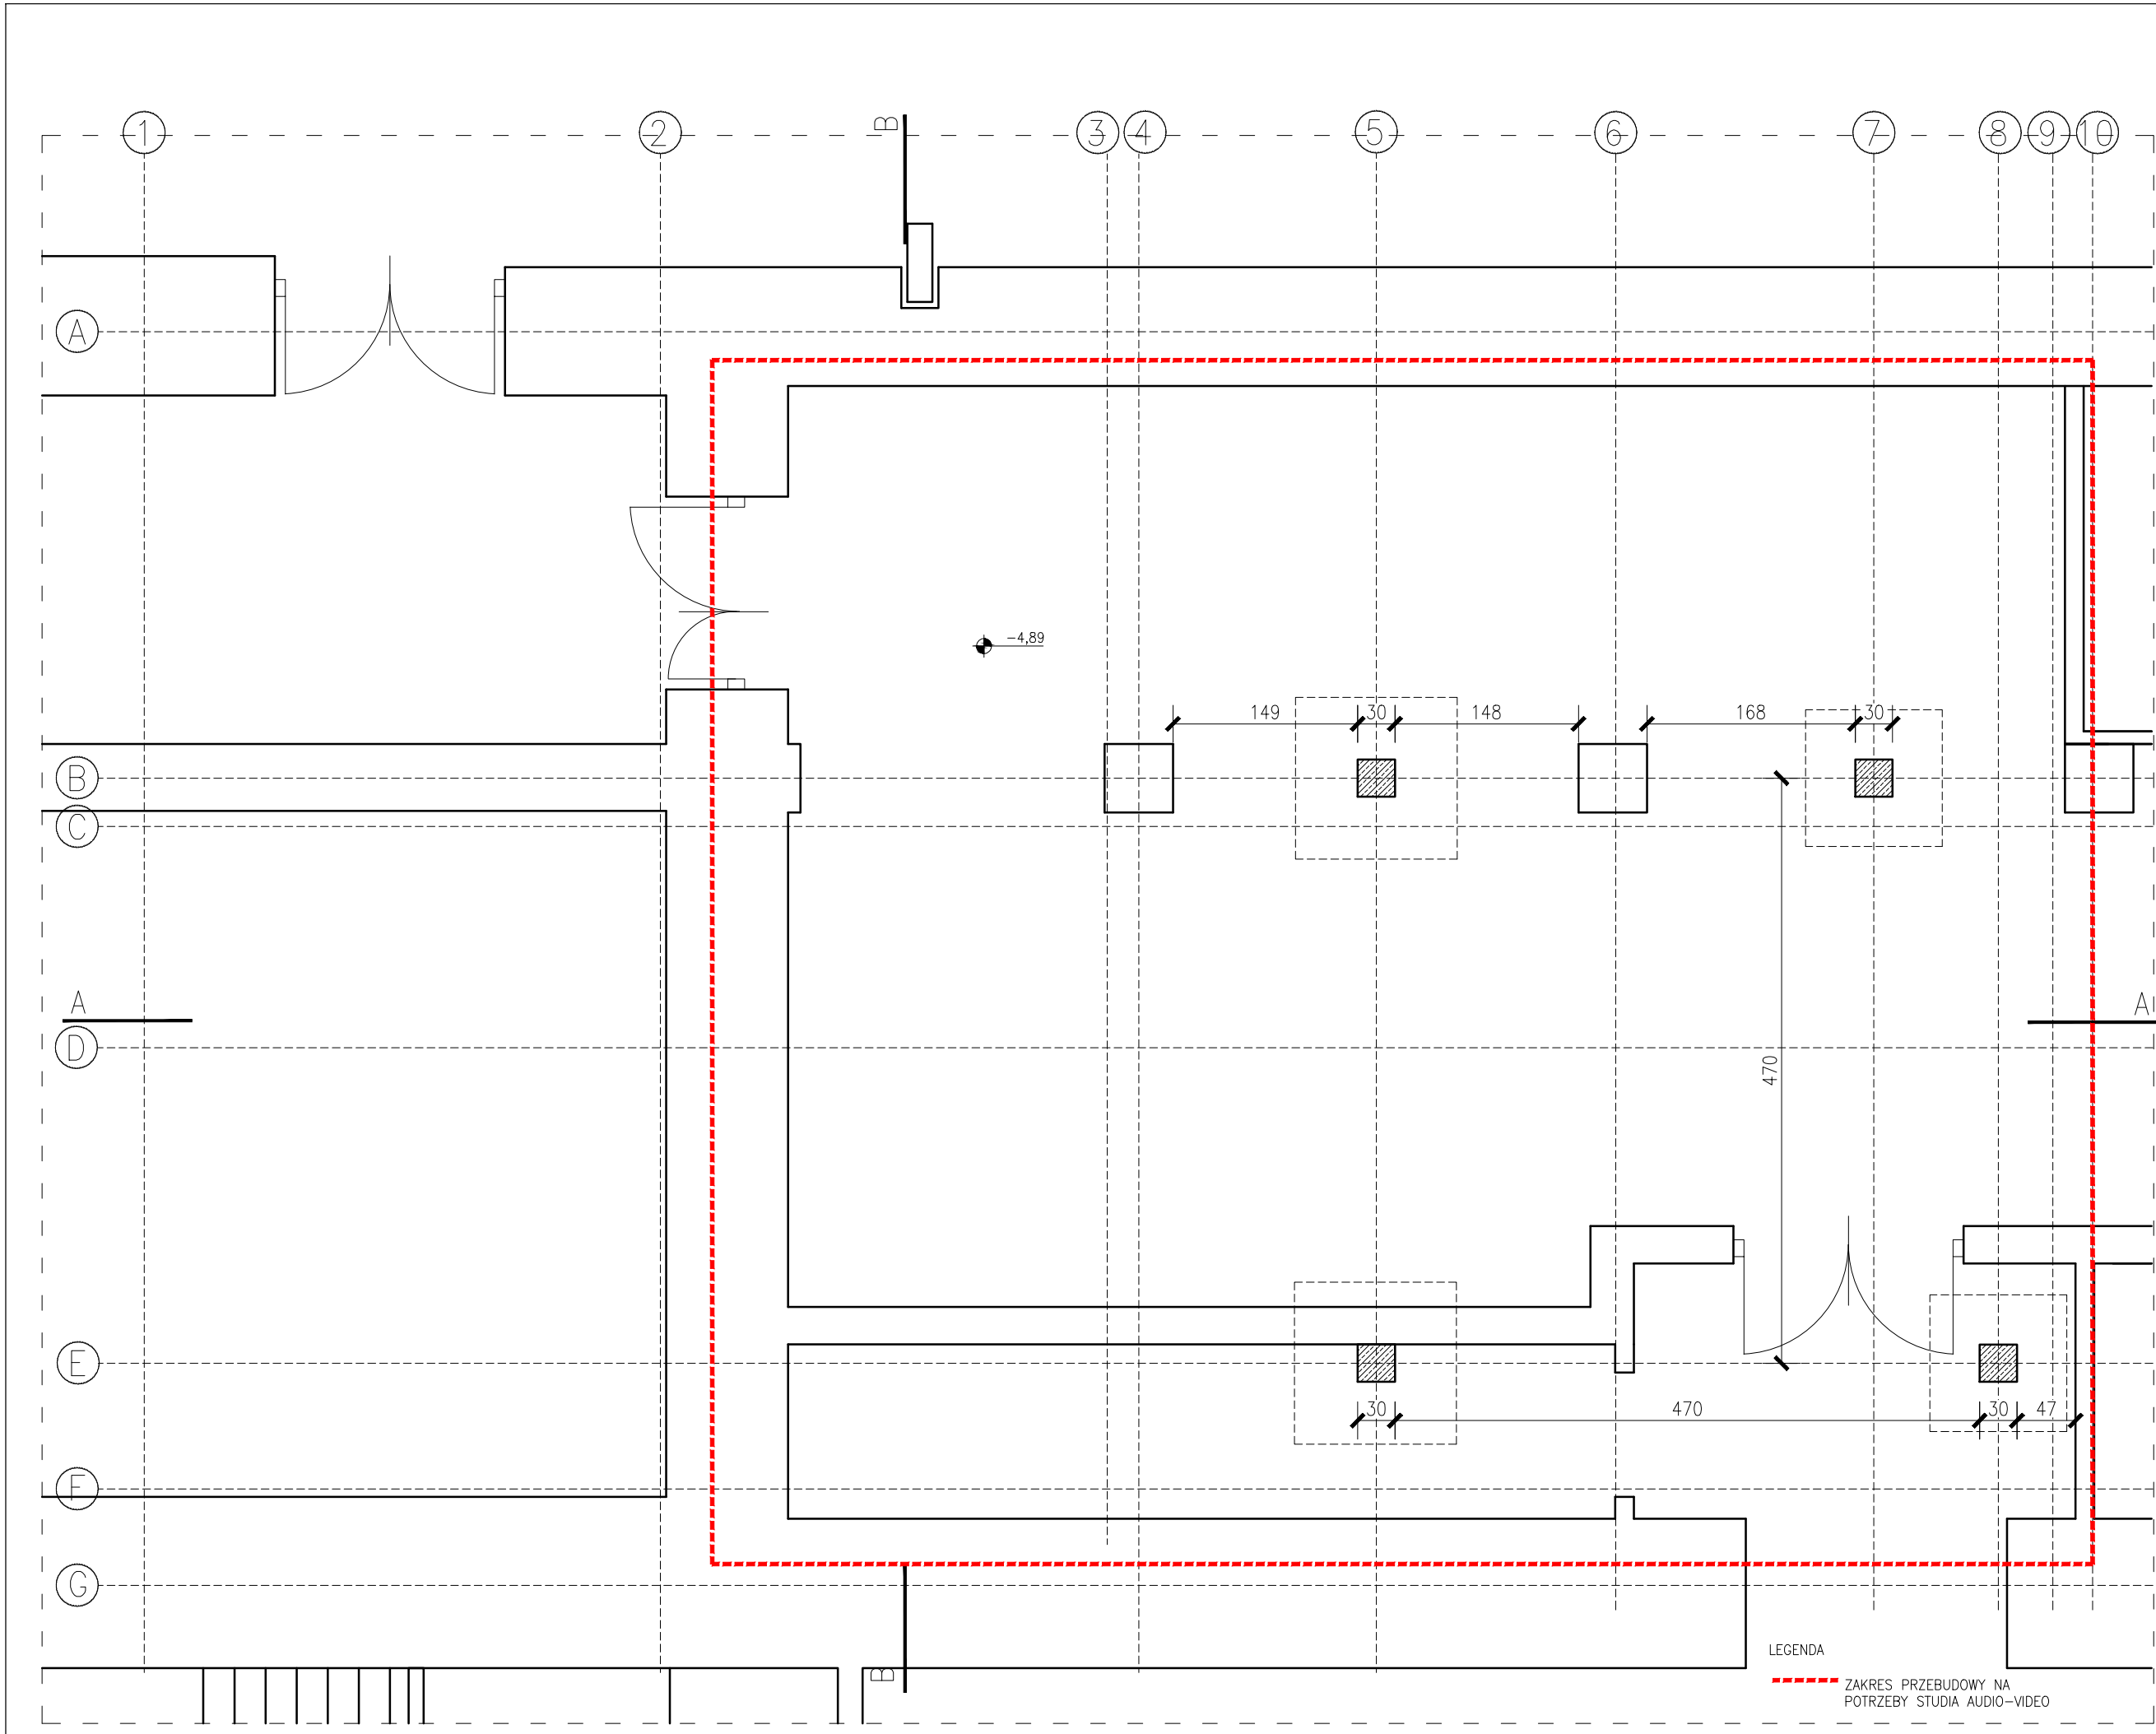 1 2 B 3 4 5 6 7 8 9 10
A
-4,89
149 30 148 168 30
B
C
A A
D
470
E
30 470 30 47
F
G
B
LEGENDA
ZAKRES PRZEBUDOWY NA
POTRZEBY STUDIA AUDIO-VIDEO